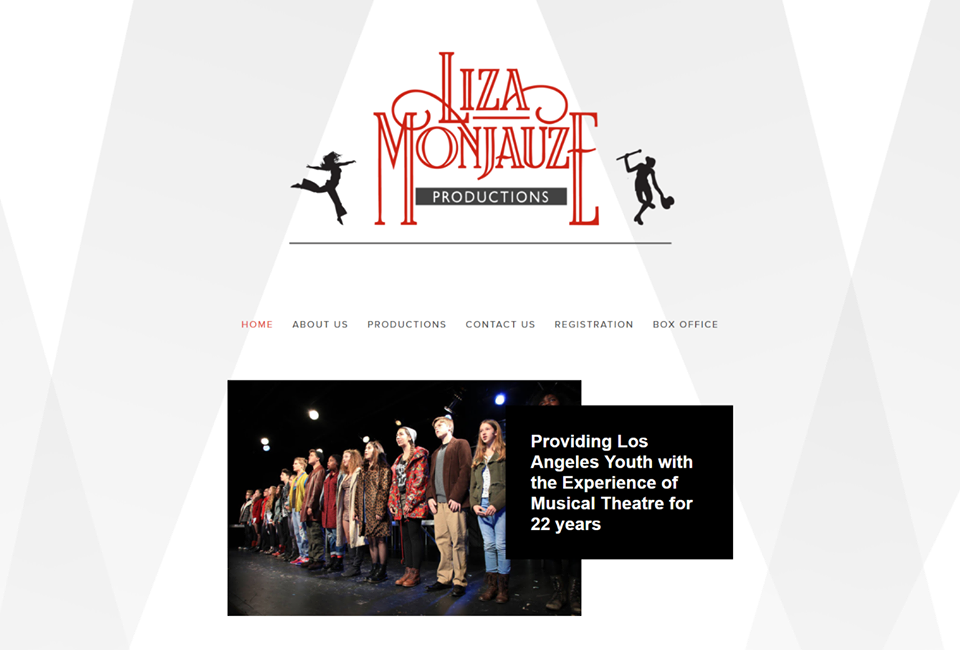 LIZA
MONJAUZE
PRODUCTIONS
HOME ABOUT US PRODUCTIONS CONTACT US REGISTRATION BOX OFFICE
Providing Los
Angeles Youth with
the Experience of
Musical Theatre for
22 years